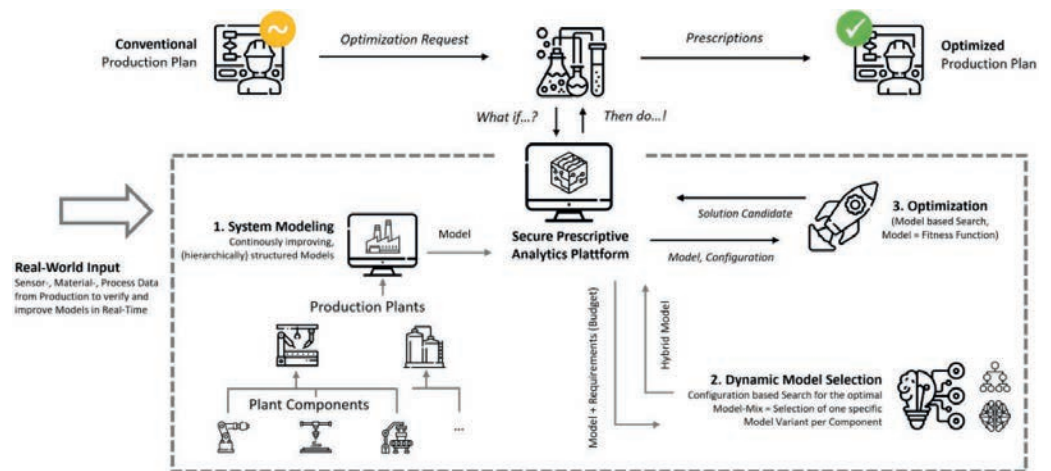 Conventional
Production Plan
Optimization Request
Prescriptions
Optimized
Production Plan
What if...?
Then do...!
1. System Modeling
Continously improving,
(hierarchically) structured Models
Model
Secure Prescriptive
Analytics Plattform
Solution Candidate
Model, Configuration
3. Optimization
(Model based Search,
Model = Fitness Function)
Real-World Input
Sensor-, Material-, Process Data
from Production to verify and
improve Models in Real-Time
Production Plants
Plant Components
...
Model + Requirements (Budget)
Hybrid Model
2. Dynamic Model Selection
Configuration based Search for the optimal
Model-Mix = Selection of one specific
Model Variant per Component